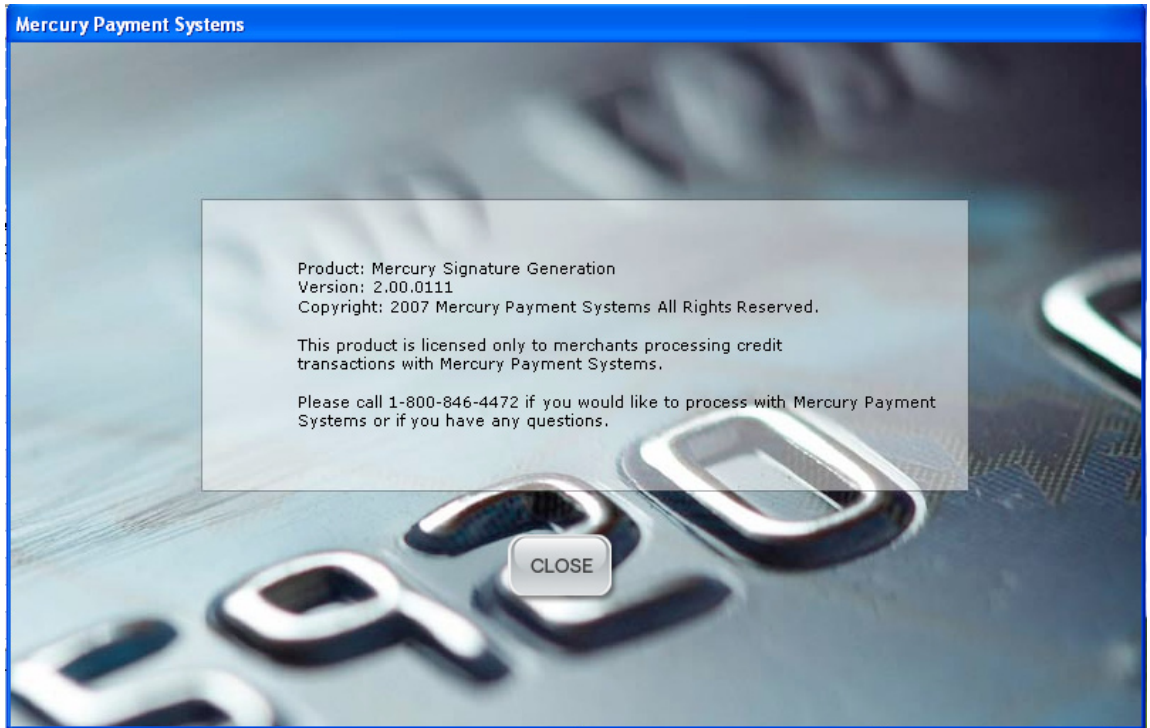 Mercury Payment Systems
Product: Mercury Signature Generation
Version: 2.00.0111
Copyright: 2007 Mercury Payment Systems All Rights Reserved.
This product is licensed only to merchants processing credit
transactions with Mercury Payment Systems.
Please call 1-800-846-4472 if you would like to process with Mercury Payment
Systems or if you have any questions.
5920
CLOSE